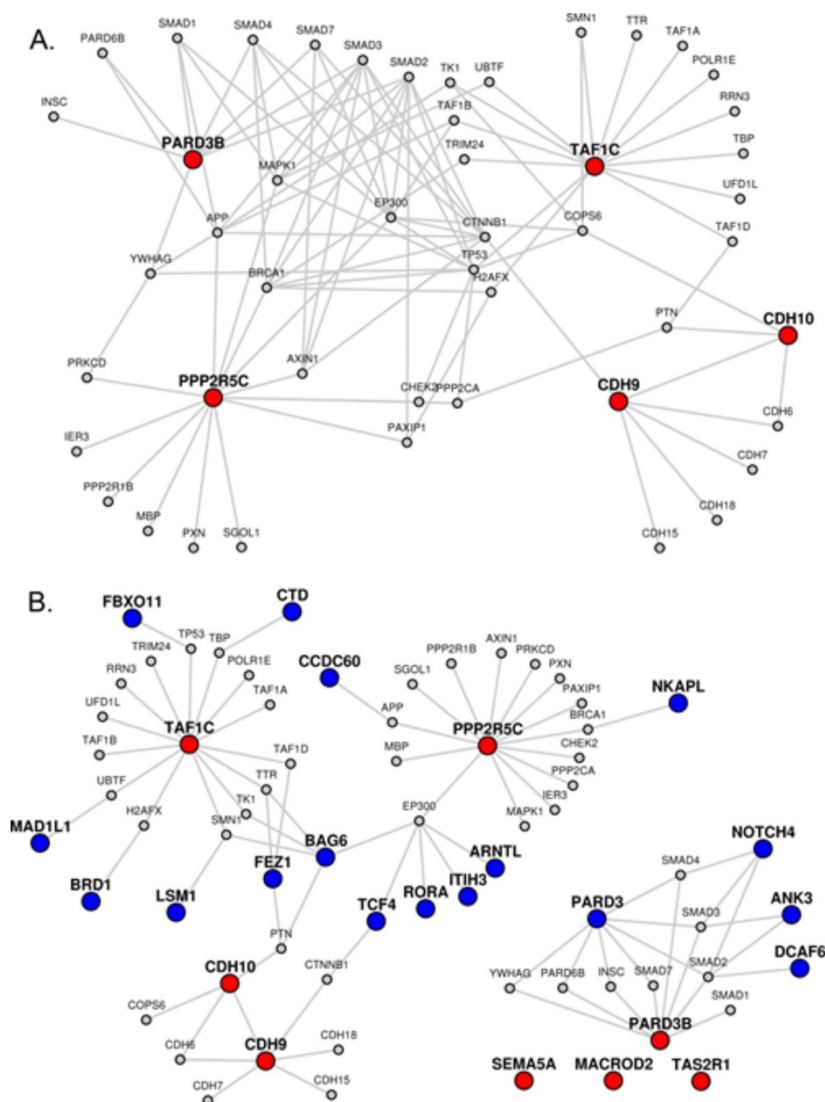 A.
SMAD1
SMAD4
SMAD7
SMN1
TTR
PARD6B
SMAD3
TAF1A
SMAD2
TK1
UBTF
POLR1E
INSC
TAF1B
RRN3
PARD3B
MAPK1
TRIM24
TAF1C
TBP
EP300
UFD1L
APP
CTNNB1
COPS6
TAF1D
YWHAG
TP53
BRCA1
H2AFX
PTN
CDH10
PRKCD
PPP2R5C
AXIN1
CHEK2
PPP2CA
CDH9
CDH6
IER3
PAXIP1
CDH7
PPP2R1B
MBP
PXN
SGOL1
CDH18
CDH15
B.
FBXO11
CTD
TP53
TBP
TRIM24
CCDC60
PPP2R1B
AXIN1
PRKCD
RRN3
POLR1E
SGOL1
PXN
UFD1L
TAF1A
PAXIP1
NKAPL
TAF1C
APP
PPP2R5C
BRCA1
TAF1B
TAF1D
MBP
CHEK2
UBTF
TTR
PPP2CA
TK1
IER3
H2AFX
SMN1
EP300
MAPK1
MAD1L1
BAG6
NOTCH4
FEZ1
ARNTL
SMAD4
BRD1
LSM1
ITIH3
TCF4
RORA
PARD3
ANK3
SMAD3
PTN
DCAF6
CDH10
CTNNB1
YWHAG
PARD6B
INSC
SMAD7
SMAD2
COPS6
SMAD1
CDH6
CDH9
CDH18
PARD3B
CDH7
CDH15
SEMA5A
MACROD2
TAS2R1